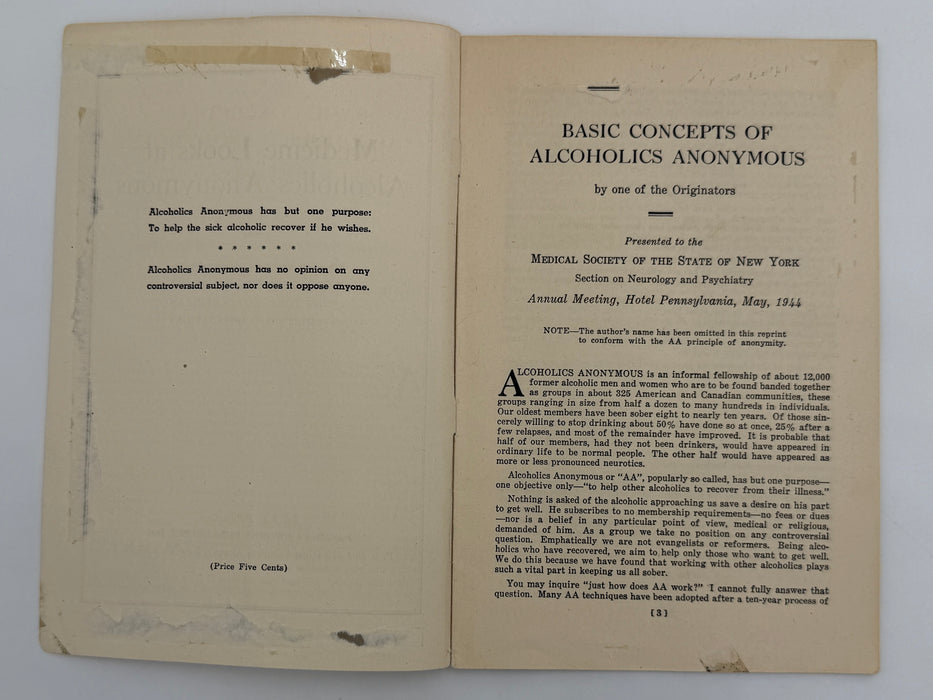 Alcoholics Anonymous has but one purpose:
To help the sick alcoholic recover if he wishes.
* * * * * *
Alcoholics Anonymous has no opinion on any
controversial subject, nor does it oppose anyone.
(Price Five Cents)
BASIC CONCEPTS OF
ALCOHOLICS ANONYMOUS
by one of the Originators
Presented to the
MEDICAL SOCIETY OF THE STATE OF NEW YORK
Section on Neurology and Psychiatry
Annual Meeting, Hotel Pennsylvania, May, 1944
NOTE—The author's name has been omitted in this reprint
to conform with the AA principle of anonymity.
ALCOHOLICS ANONYMOUS is an informal fellowship of about 12,000
former alcoholic men and women who are to be found banded together
as groups in about 325 American and Canadian communities, these
groups ranging in size from half a dozen to many hundreds in individuals.
Our oldest members have been sober eight to nearly ten years. Of those sin-
cerely willing to stop drinking about 50% have done so at once, 25% after a
few relapses, and most of the remainder have improved. It is probable that
half of our members, had they not been drinkers, would have appeared in
ordinary life to be normal people. The other half would have appeared as
more or less pronounced neurotics.
Alcoholics Anonymous or "AA", popularly so called, has but one purpose—
one objective only—"to help other alcoholics to recover from their illness."
Nothing is asked of the alcoholic approaching us save a desire on his part
to get well. He subscribes to no membership requirements—no fees or dues
—nor is a belief in any particular point of view, medical or religious,
demanded of him. As a group we take no position on any controversial
question. Emphatically we are not evangelists or reformers. Being alco-
holics who have recovered, we aim to help only those who want to get well.
We do this because we have found that working with other alcoholics plays
such a vital part in keeping us all sober.
You may inquire "just how does AA work?" I cannot fully answer that
question. Many AA techniques have been adopted after a ten-year process of
[3]